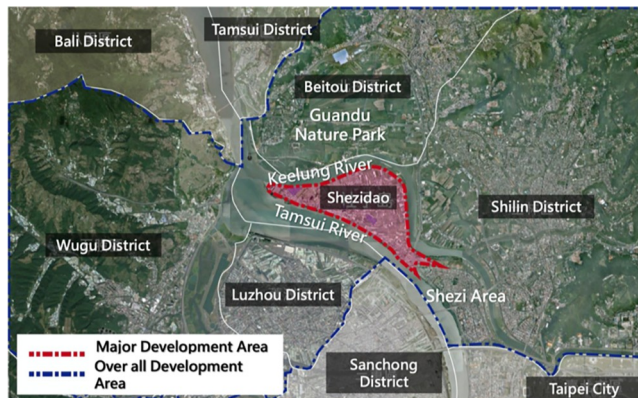 Bali District
Tamsui District
Beitou District
Guandu
Nature Park
Keelung River
Shezidao
Shilin District
Tamsui River
Wugu District
Luzhou District
Shezi Area
Major Development Area
Over all Development
Area
Sanchong
District
Taipei City